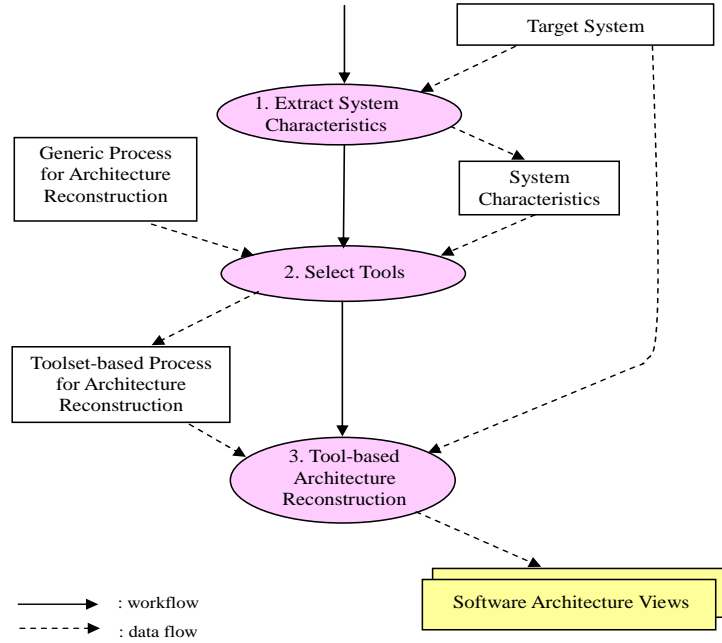 Target System
1. Extract System
Characteristics
Generic Process
for Architecture
Reconstruction
System
Characteristics
2. Select Tools
Toolset-based Process
for Architecture
Reconstruction
3. Tool-based
Architecture
Reconstruction
Software Architecture Views
: workflow
: data flow